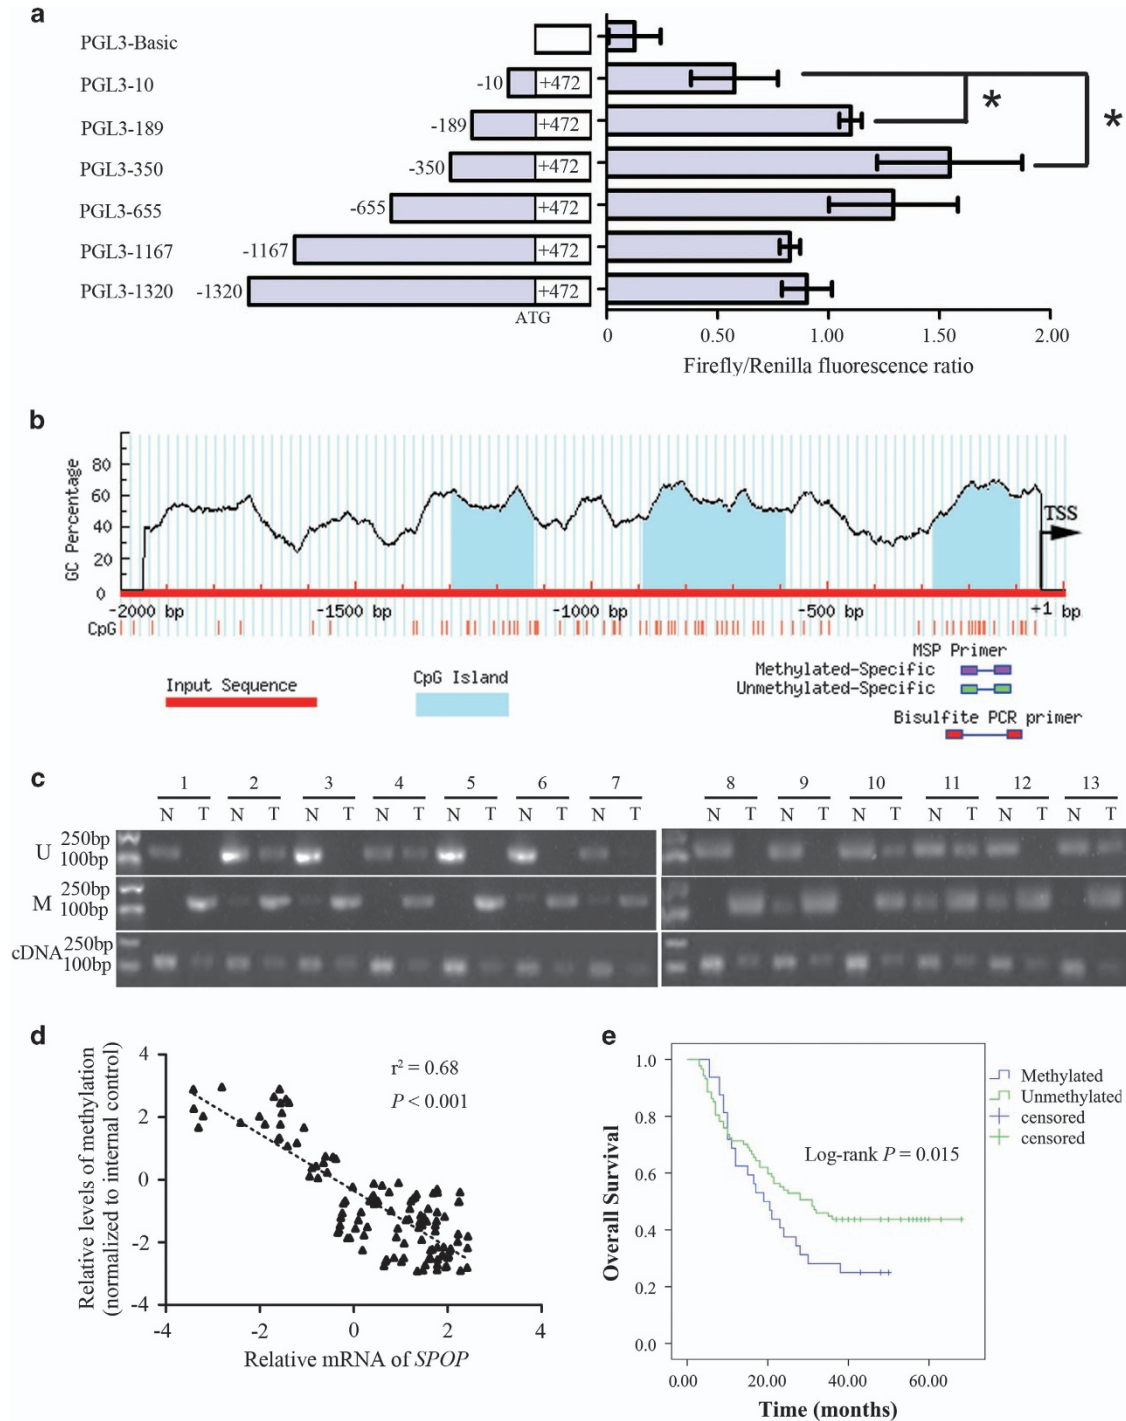 a
PGL3-Basic
PGL3-10 -10 +472
PGL3-189 -189 +472
PGL3-350 -350 +472
PGL3-655 -655 +472
PGL3-1167 -1167 +472
PGL3-1320 -1320 +472
ATG
* *
0 0.50 1.00 1.50 2.00
Firefly/Renilla fluorescence ratio
b
GC Percentage
80
60
40
20
0
TSS
-2000 bp -1500 bp -1000 bp -500 bp +1 bp
CpG
MSP Primer
Methylated-Specific
Unmethylated-Specific
Bisulfite PCR primer
Input Sequence
CpG Island
c
1 2 3 4 5 6 7 8 9 10 11 12 13
N T N T N T N T N T N T N T N T N T N T N T N T N T
U 250bp
100bp
M 250bp
100bp
cDNA 250bp
100bp
d
Relative levels of methylation
(normalized to internal control)
4
2
0
-2
-4
r² = 0.68
P < 0.001
-4 -2 0 2 4
Relative mRNA of SPOP
e
Overall Survival
1.0
0.8
0.6
0.4
0.2
0.0
Log-rank P = 0.015
Methylated
Unmethylated
censored
censored
0.00 20.00 40.00 60.00
Time (months)